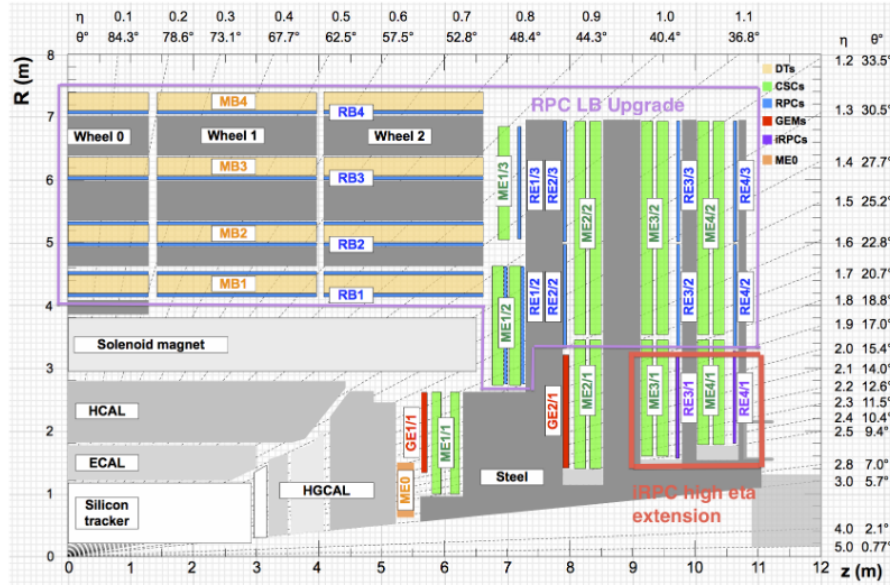 η 0.1 0.2 0.3 0.4 0.5 0.6 0.7 0.8 0.9 1.0 1.1
θ° 84.3° 78.6° 73.1° 67.7° 62.5° 57.5° 52.8° 48.4° 44.3° 40.4° 36.8° η θ°
R (m)
8
7
6
5
4
3
2
1
0
1.2 33.5°
1.3 30.5°
1.4 27.7°
1.5 25.2°
1.6 22.8°
1.7 20.7°
1.8 18.8°
1.9 17.0°
2.0 15.4°
2.1 14.0°
2.2 12.6°
2.3 11.5°
2.4 10.4°
2.5 9.4°
2.8 7.0°
3.0 5.7°
4.0 2.1°
5.0 0.77°
DTs
CSCs
RPCs
GEMs
iRPCs
ME0
RPC LB Upgrade
MB4
RB4
Wheel 0
Wheel 1
Wheel 2
MB3
RB3
MB2
RB2
MB1
RB1
ME1/3
RE1/3
RE2/3
ME2/2
ME3/2
RE3/3
ME4/2
RE4/3
ME1/2
RE1/2
RE2/2
RE3/2
RE4/2
Solenoid magnet
HCAL
ECAL
Silicon
tracker
HGCAL
Steel
GE1/1
ME1/1
ME0
GE2/1
ME2/1
ME3/1
RE3/1
ME4/1
RE4/1
iRPC high eta
extension
0 1 2 3 4 5 6 7 8 9 10 11 12
z (m)